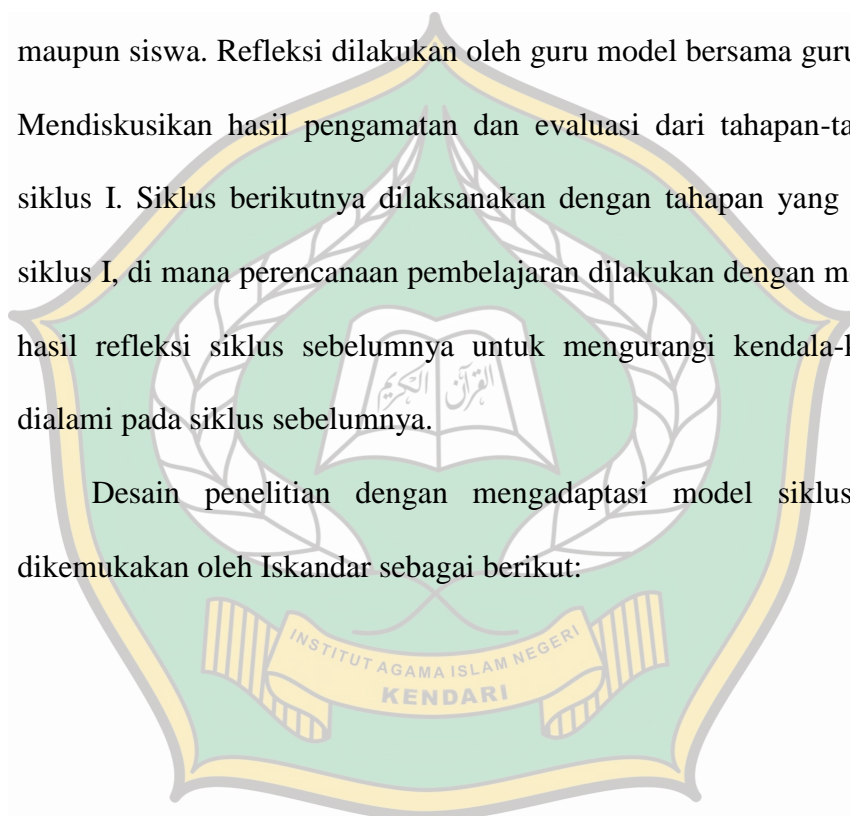 maupun siswa. Refleksi dilakukan oleh guru model bersama guru
Mendiskusikan hasil pengamatan dan evaluasi dari tahapan-ta
siklus I. Siklus berikutnya dilaksanakan dengan tahapan yang
siklus I, di mana perencanaan pembelajaran dilakukan dengan m
hasil refleksi siklus sebelumnya untuk mengurangi kendala-k
dialami pada siklus sebelumnya.
Desain penelitian dengan mengadaptasi model siklus
dikemukakan oleh Iskandar sebagai berikut:
القرآن الكريم
INSTITUT AGAMA ISLAM NEGERI
KENDARI